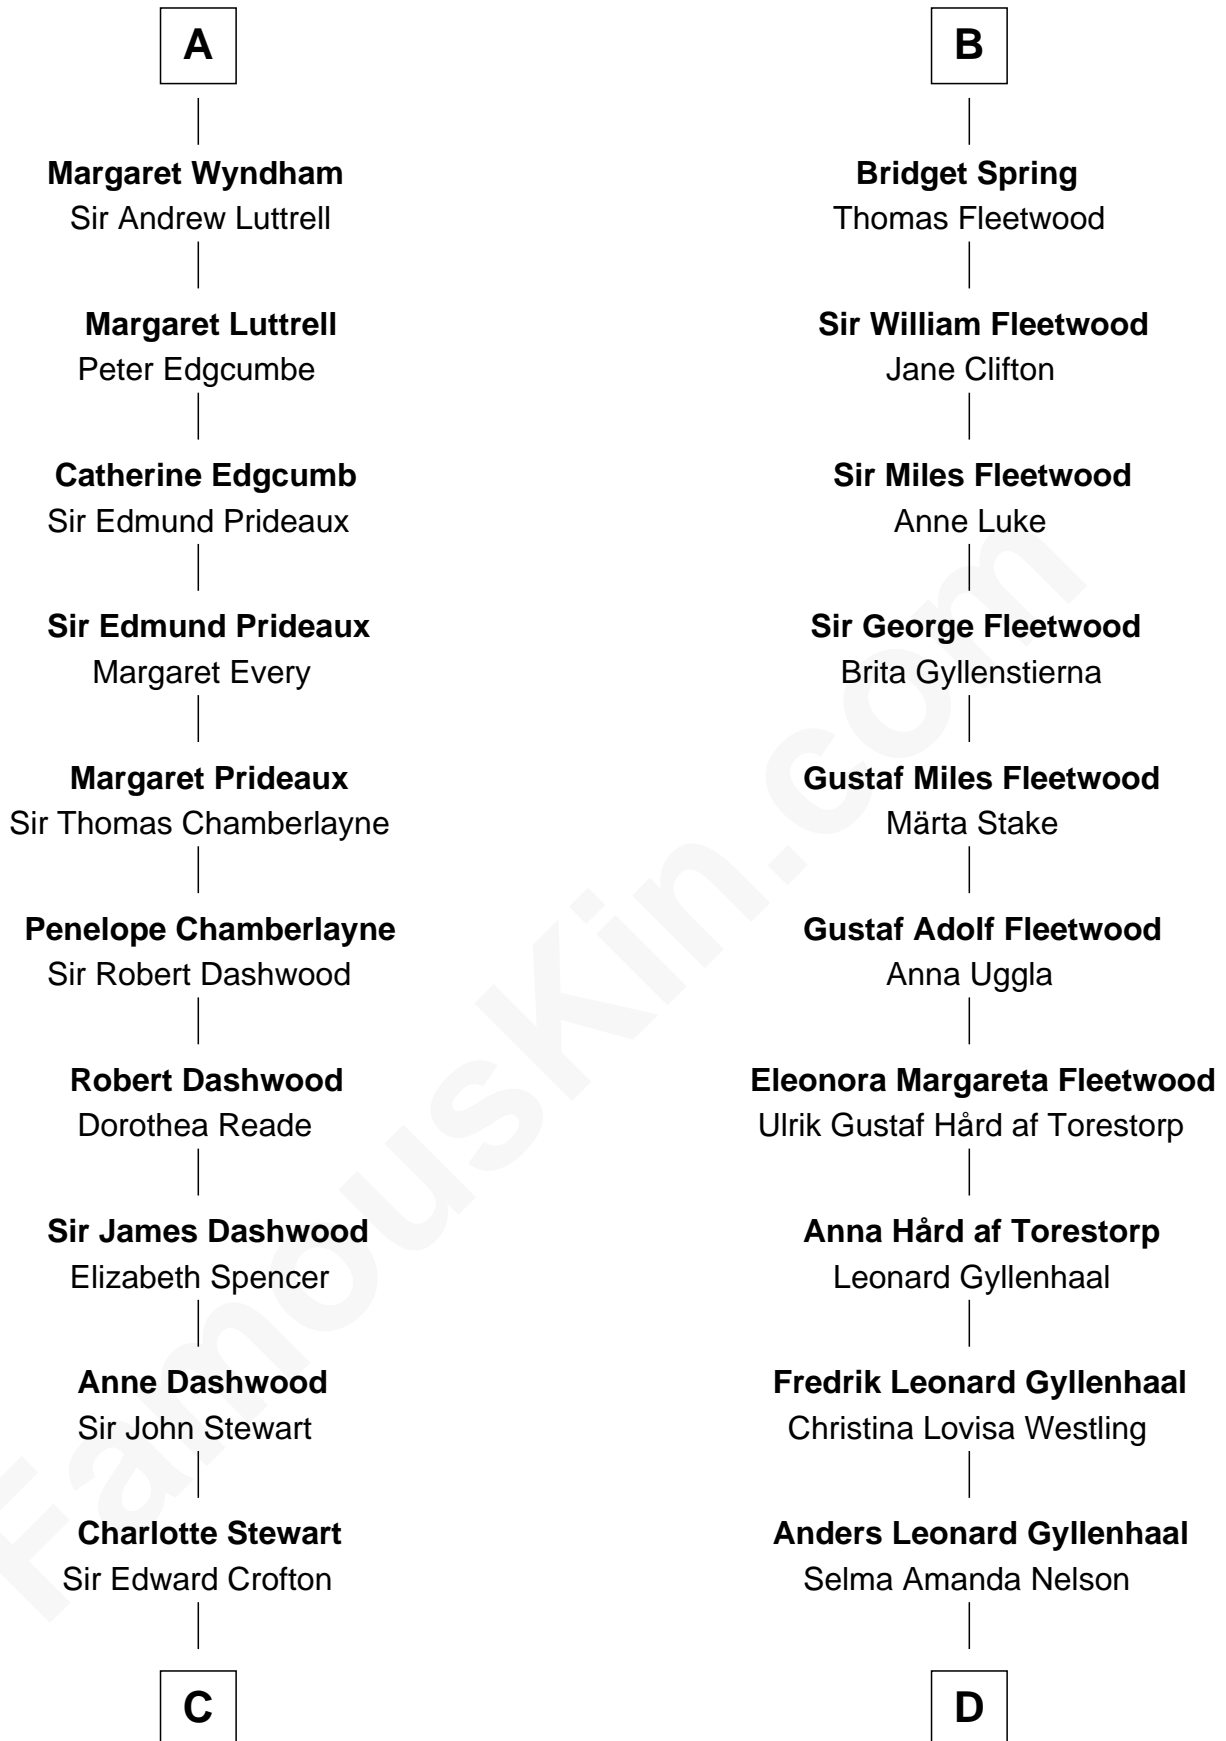 A
Margaret Wyndham
Sir Andrew Luttrell
Margaret Luttrell
Peter Edgcumbe
Catherine Edgcumb
Sir Edmund Prideaux
Sir Edmund Prideaux
Margaret Every
Margaret Prideaux
Sir Thomas Chamberlayne
Penelope Chamberlayne
Sir Robert Dashwood
Robert Dashwood
Dorothea Reade
Sir James Dashwood
Elizabeth Spencer
Anne Dashwood
Sir John Stewart
Charlotte Stewart
Sir Edward Crofton
C
B
Bridget Spring
Thomas Fleetwood
Sir William Fleetwood
Jane Clifton
Sir Miles Fleetwood
Anne Luke
Sir George Fleetwood
Brita Gyllenstierna
Gustaf Miles Fleetwood
Märta Stake
Gustaf Adolf Fleetwood
Anna Uggla
Eleonora Margareta Fleetwood
Ulrik Gustaf Hård af Torestorp
Anna Hård af Torestorp
Leonard Gyllenhaal
Fredrik Leonard Gyllenhaal
Christina Lovisa Westling
Anders Leonard Gyllenhaal
Selma Amanda Nelson
D
FamousKin.com